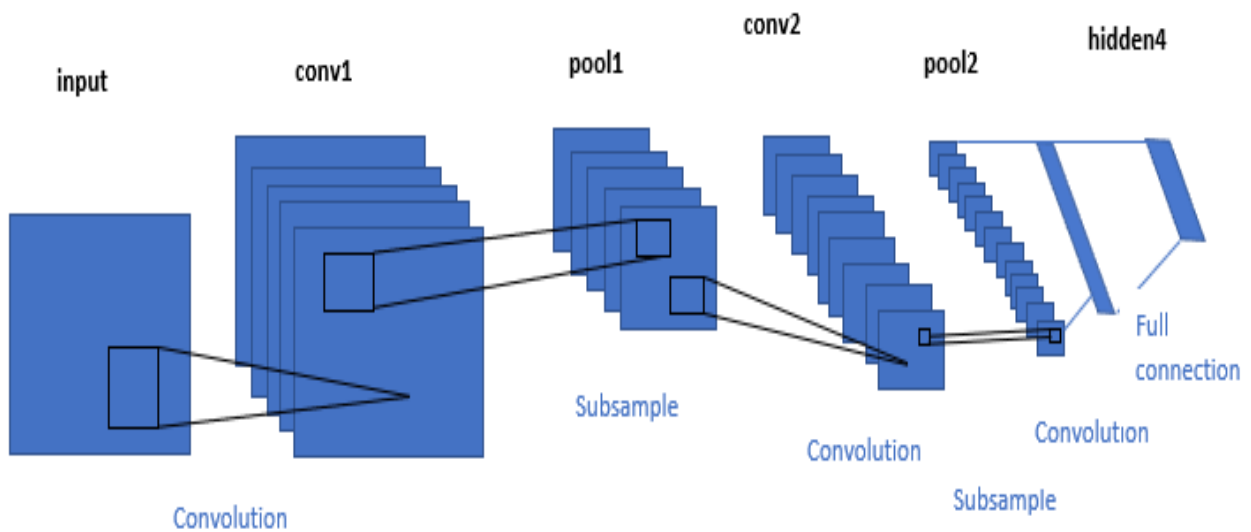 input
conv1
pool1
conv2
pool2
hidden4
Convolution
Subsample
Convolution
Subsample
Convolution
Full
connection